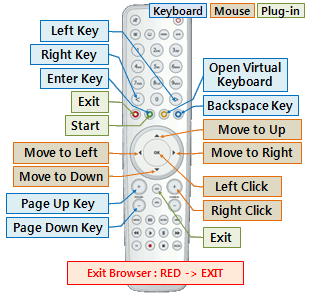 Keyboard Mouse Plug-in
Left Key
Right Key
Enter Key
Exit
Start
Move to Left
Move to Down
Page Up Key
Page Down Key
Open Virtual
Keyboard
Backspace Key
Move to Up
Move to Right
OK
Left Click
Right Click
Exit
Exit Browser : RED -> EXIT